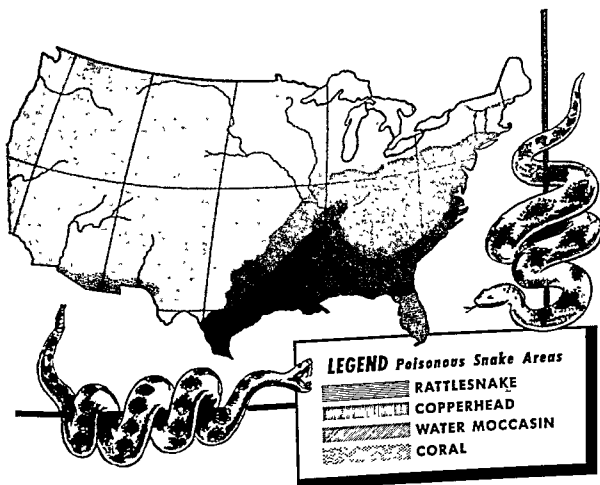 LEGEND Poisonous Snake Areas
RATTLESNAKE
COPPERHEAD
WATER MOCCASIN
CORAL